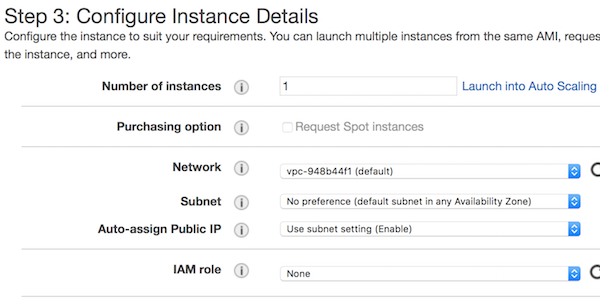 Step 3: Configure Instance Details
Configure the instance to suit your requirements. You can launch multiple instances from the same AMI, reques
the instance, and more.
Number of instances i 1 Launch into Auto Scaling
Purchasing option i Request Spot instances
Network i vpc-948b44f1 (default)
Subnet i No preference (default subnet in any Availability Zone)
Auto-assign Public IP i Use subnet setting (Enable)
IAM role i None